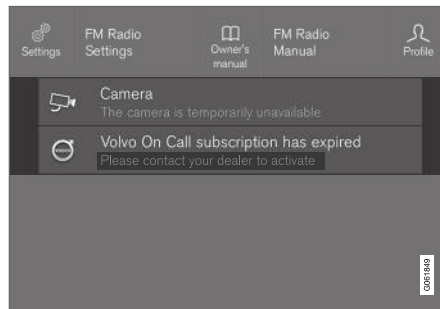 Settings
FM Radio
Settings
Owner's
manual
FM Radio
Manual
Profile
Camera
The camera is temporarily unavailable
Volvo On Call subscription has expired
Please contact your dealer to activate
G061849